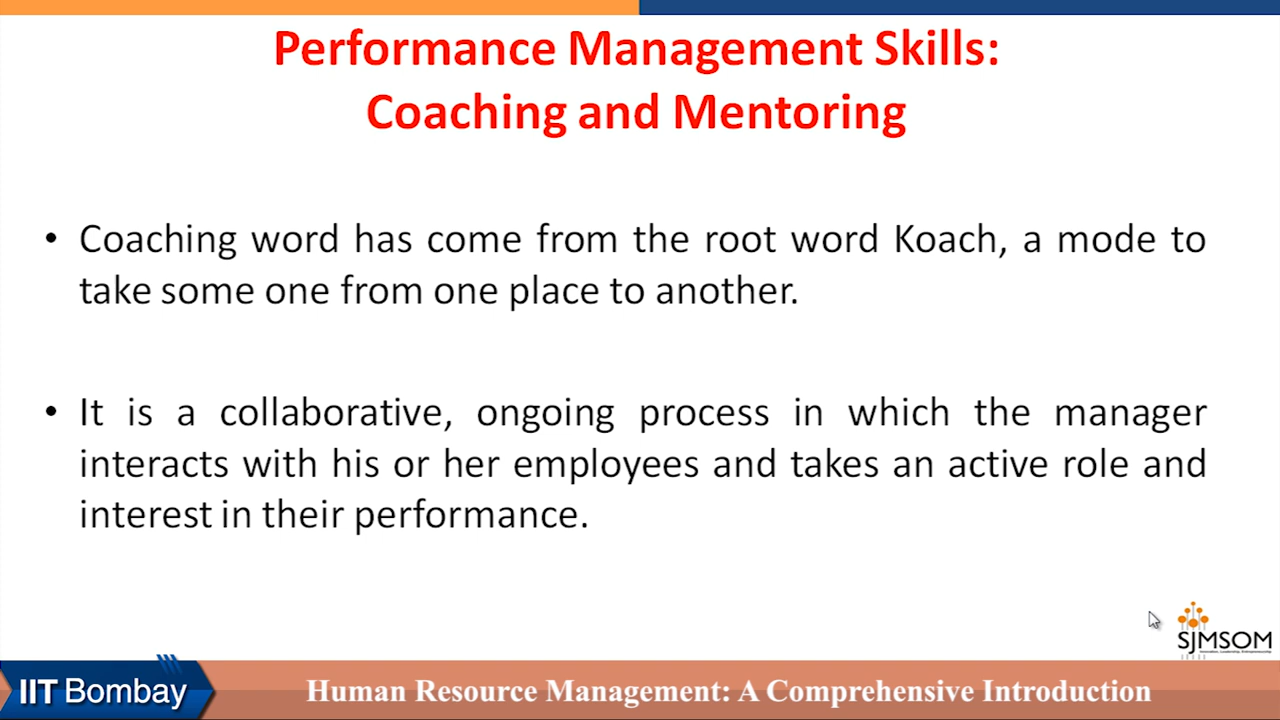 Performance Management Skills:
Coaching and Mentoring
• Coaching word has come from the root word Koach, a mode to
take some one from one place to another.
• It is a collaborative, ongoing process in which the manager
interacts with his or her employees and takes an active role and
interest in their performance.
SJMSOM
IIT Bombay
Human Resource Management: A Comprehensive Introduction